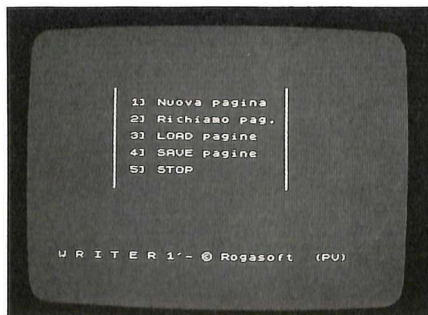 1] Nuova pagina
2] Richiamo pag.
3] LOAD pagine
4] SAVE pagine
5] STOP
W R I T E R 1´- © Rogasoft (PV)